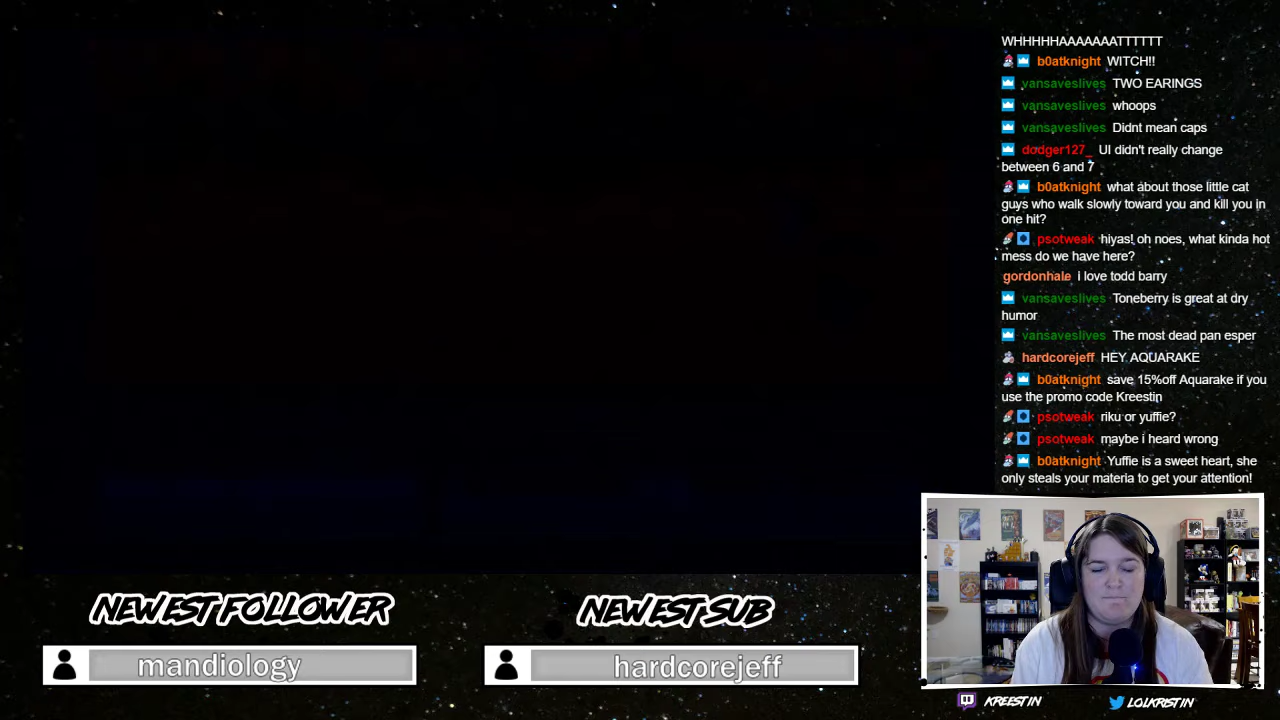 WHHHHHAAAAAAATTTTTT
b0atknight WITCH!!
vansaveslives TWO EARINGS
vansaveslives whoops
vansaveslives Didnt mean caps
dodger127_ UI didn't really change
between 6 and 7
b0atknight what about those little cat
guys who walk slowly toward you and kill you in
one hit?
psotweak hiyas! oh noes, what kinda hot
mess do we have here?
gordonhale i love todd barry
vansaveslives Toneberry is great at dry
humor
vansaveslives The most dead pan esper
hardcorejeff HEY AQUARAKE
b0atknight save 15%off Aquarake if you
use the promo code Kreestin
psotweak riku or yuffie?
psotweak maybe i heard wrong
b0atknight Yuffie is a sweet heart, she
only steals your materia to get your attention!
NEWEST FOLLOWER
mandiology
NEWEST SUB
hardcorejeff
KREESTIN
LOLKRISTIN